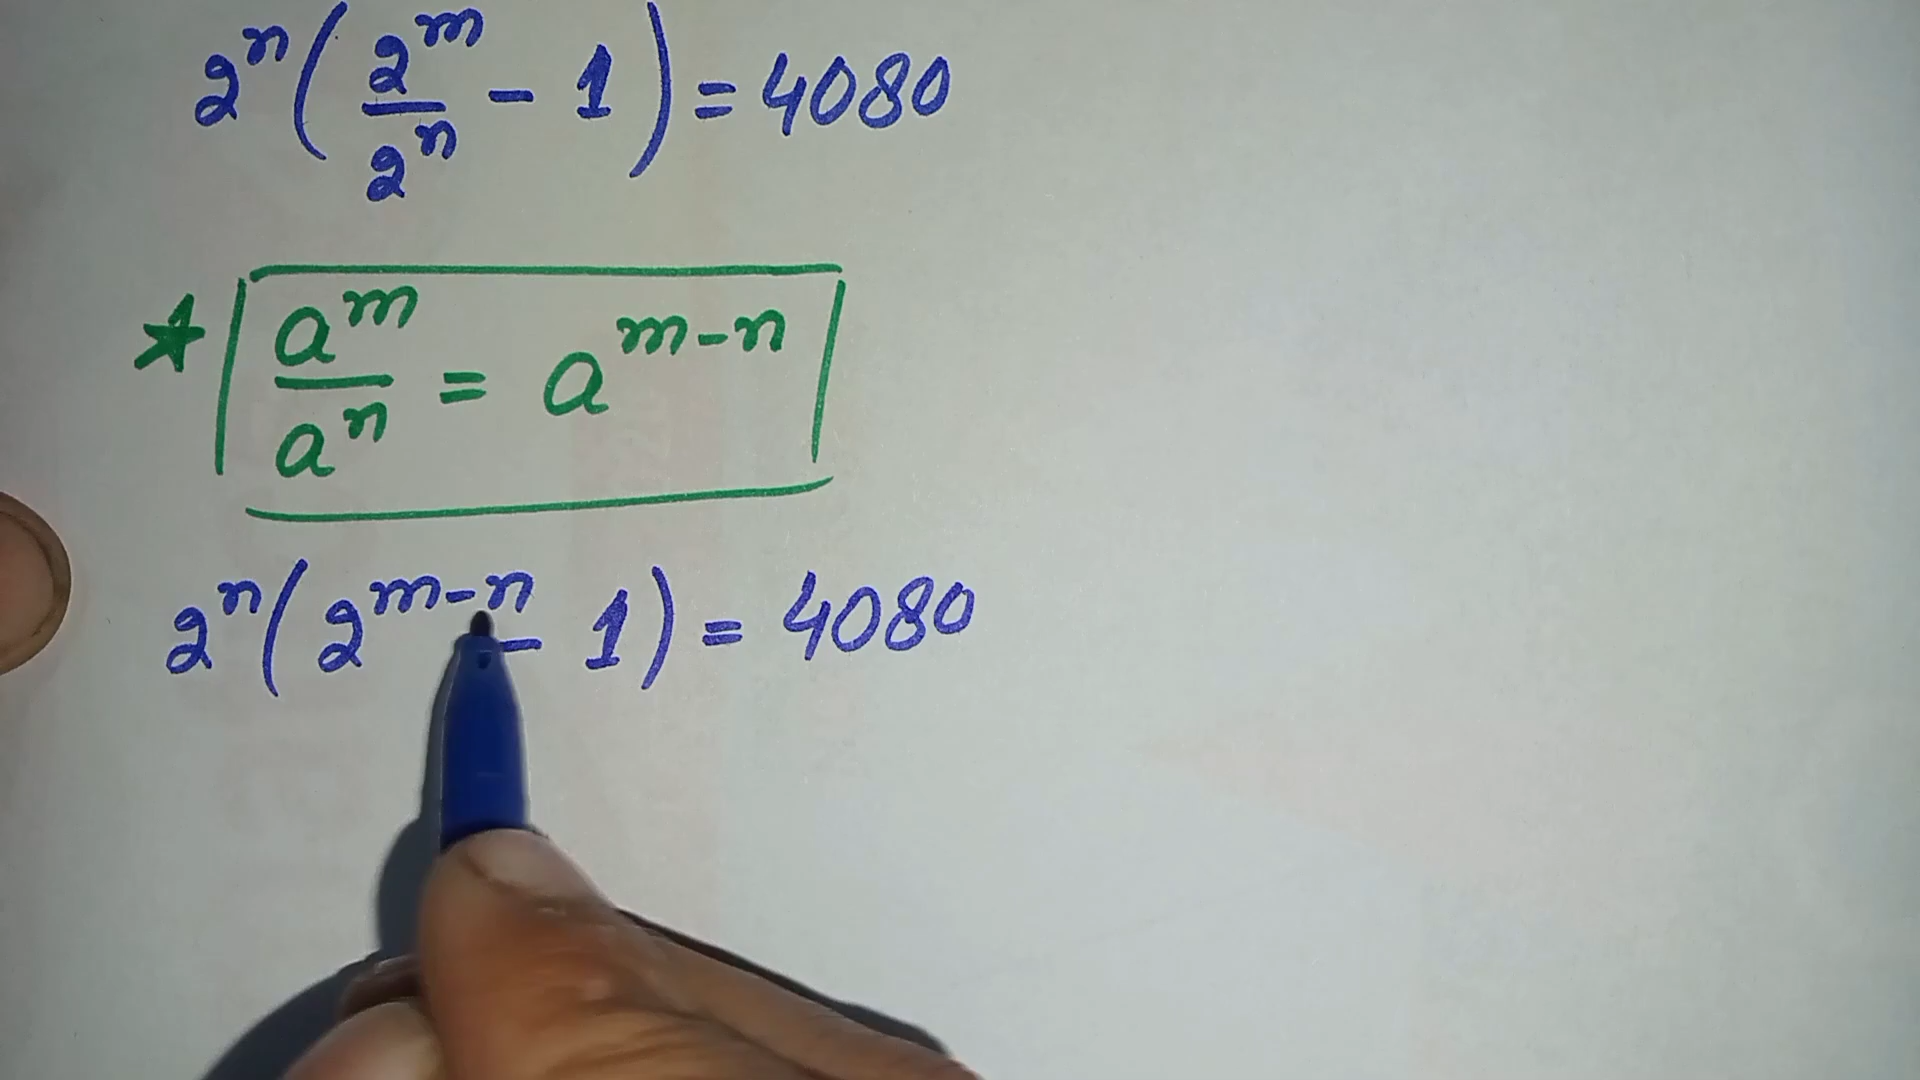 2^n ( 2^m / 2^n - 1 ) = 4080
★ a^m / a^n = a^(m-n)
2^n ( 2^(m-n) - 1 ) = 4080